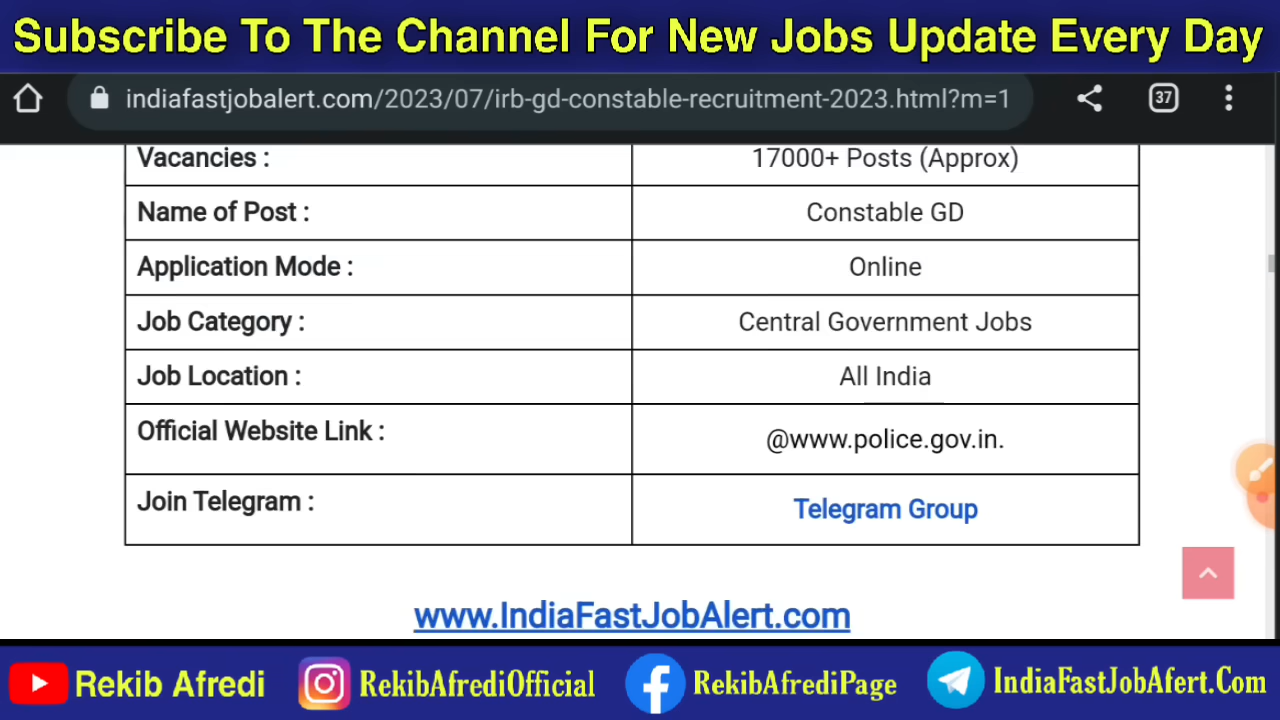 Subscribe To The Channel For New Jobs Update Every Day
indiafastjobalert.com/2023/07/irb-gd-constable-recruitment-2023.html?m=1
37
Vacancies : 17000+ Posts (Approx)
Name of Post : Constable GD
Application Mode : Online
Job Category : Central Government Jobs
Job Location : All India
Official Website Link : @www.police.gov.in.
Join Telegram : Telegram Group
www.IndiaFastJobAlert.com
Rekib Afredi RekibAfrediOfficial RekibAfrediPage IndiaFastJobAfert.Com